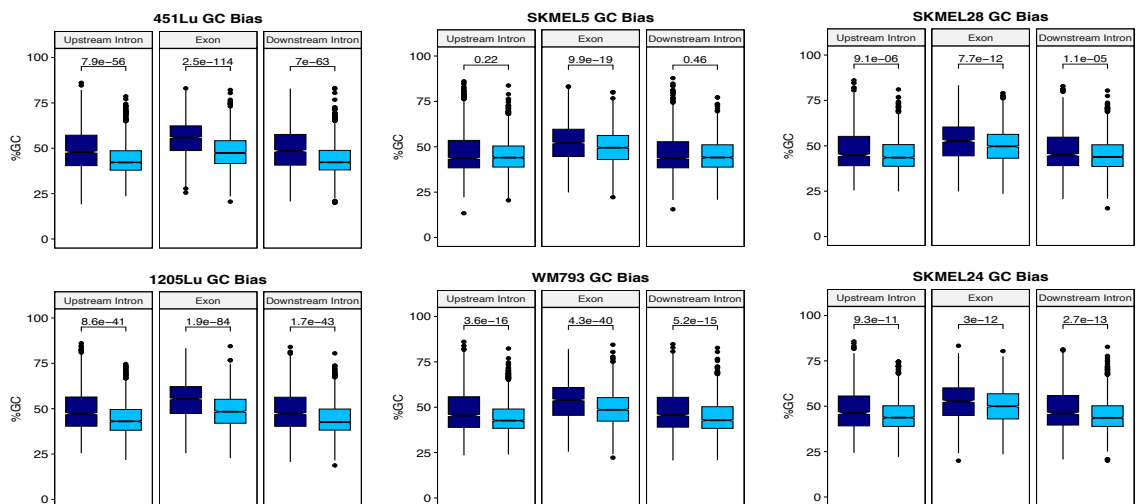 451Lu GC Bias
Upstream Intron Exon Downstream Intron
7.9e−56 2.5e−114 7e−63
100
75
50
25
0
%GC
SKMEL5 GC Bias
Upstream Intron Exon Downstream Intron
0.22 9.9e−19 0.46
100
75
50
25
0
%GC
SKMEL28 GC Bias
Upstream Intron Exon Downstream Intron
9.1e−06 7.7e−12 1.1e−05
100
75
50
25
0
%GC
1205Lu GC Bias
Upstream Intron Exon Downstream Intron
8.6e−41 1.9e−84 1.7e−43
100
75
50
25
0
%GC
WM793 GC Bias
Upstream Intron Exon Downstream Intron
3.6e−16 4.3e−40 5.2e−15
100
75
50
25
0
%GC
SKMEL24 GC Bias
Upstream Intron Exon Downstream Intron
9.3e−11 3e−12 2.7e−13
100
75
50
25
0
%GC